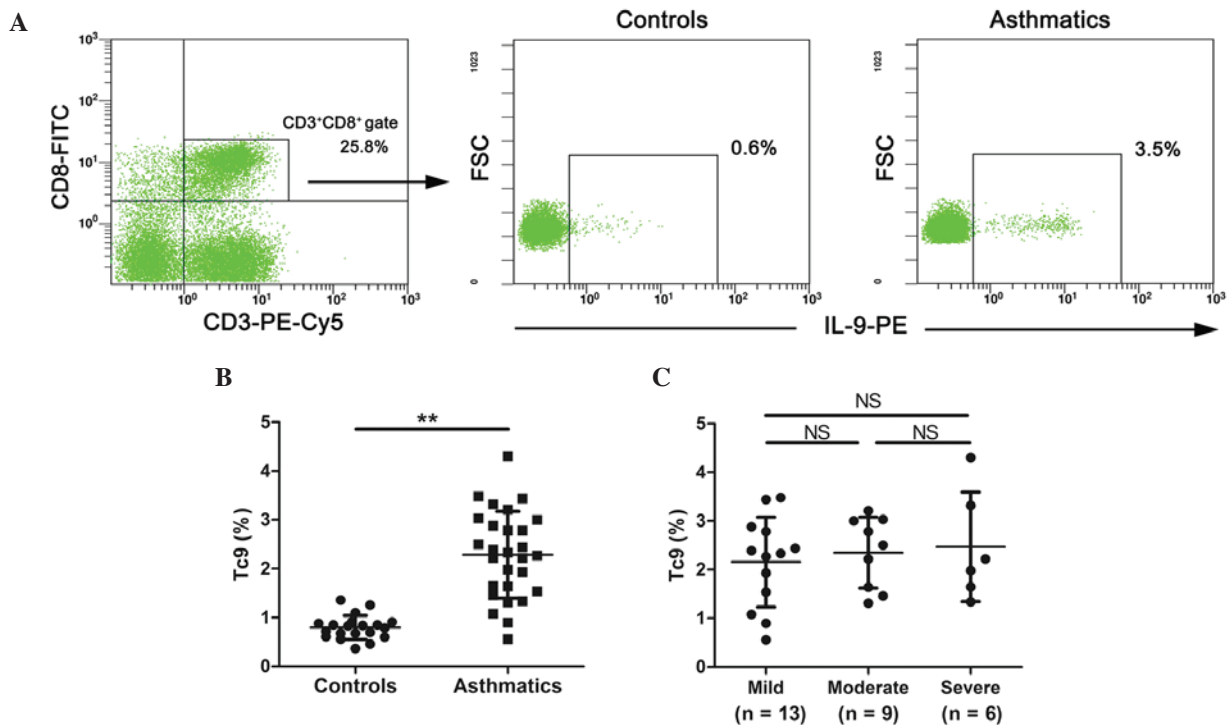 A
Controls
Asthmatics
10³
10²
10¹
10⁰
CD8-FITC
CD3⁺CD8⁺ gate
25.8%
10⁰ 10¹ 10² 10³
CD3-PE-Cy5
1023
0
FSC
0.6%
10⁰ 10¹ 10² 10³
1023
0
FSC
3.5%
10⁰ 10¹ 10² 10³
IL-9-PE
B
5
4
3
2
1
0
Tc9 (%)
**
Controls Asthmatics
C
NS
NS NS
5
4
3
2
1
0
Tc9 (%)
Mild Moderate Severe
(n = 13) (n = 9) (n = 6)